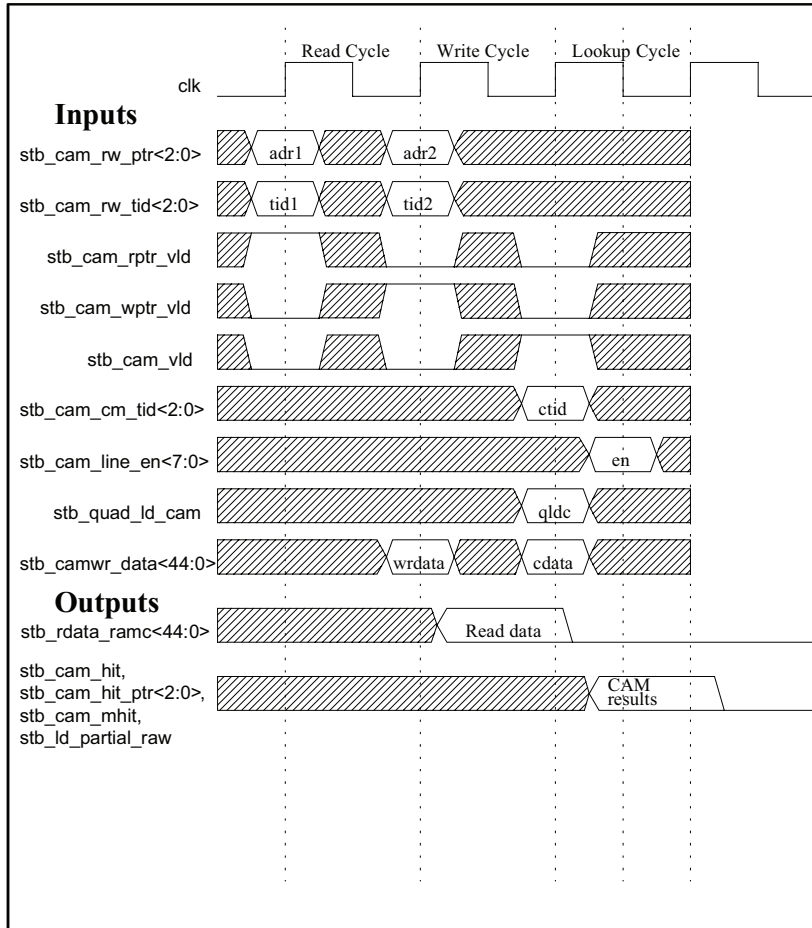 Read Cycle Write Cycle Lookup Cycle
clk
Inputs
stb_cam_rw_ptr<2:0> adr1 adr2
stb_cam_rw_tid<2:0> tid1 tid2
stb_cam_rptr_vld
stb_cam_wptr_vld
stb_cam_vld
stb_cam_cm_tid<2:0> ctid
stb_cam_line_en<7:0> en
stb_quad_ld_cam qldc
stb_camwr_data<44:0> wrdata cdata
Outputs
stb_rdata_ramc<44:0> Read data
stb_cam_hit,
stb_cam_hit_ptr<2:0>, CAM
stb_cam_mhit, results
stb_ld_partial_raw